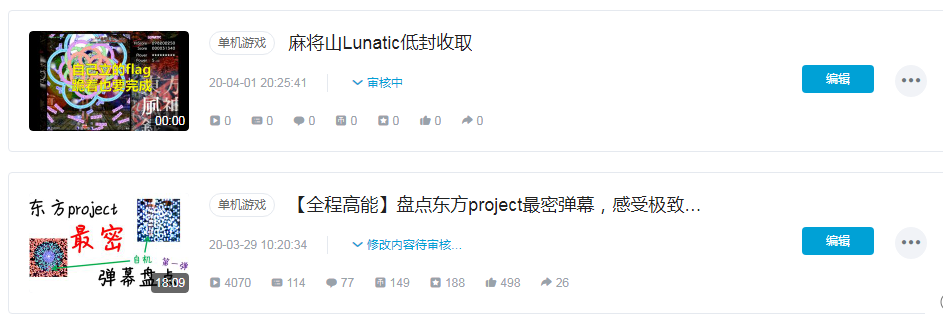 单机游戏 麻将山Lunatic低封收取
自己立的flag
跪着也要完成
00:00
20-04-01 20:25:41 审核中 编辑
0 0 0 0 0 0 0
单机游戏 【全程高能】盘点东方project最密弹幕，感受极致...
东方project
最密
自机
第一弹
弹幕盘点
18:09
20-03-29 10:20:34 修改内容待审核... 编辑
4070 114 77 149 188 498 26